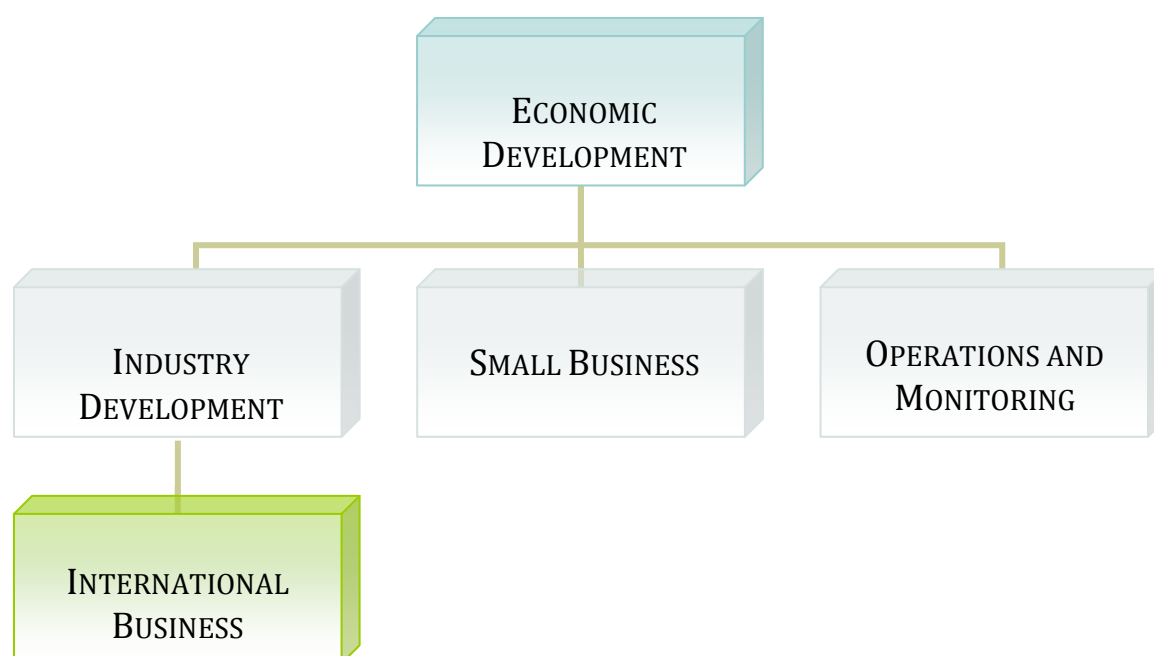 ECONOMIC
DEVELOPMENT
INDUSTRY
DEVELOPMENT
SMALL BUSINESS
OPERATIONS AND
MONITORING
INTERNATIONAL
BUSINESS